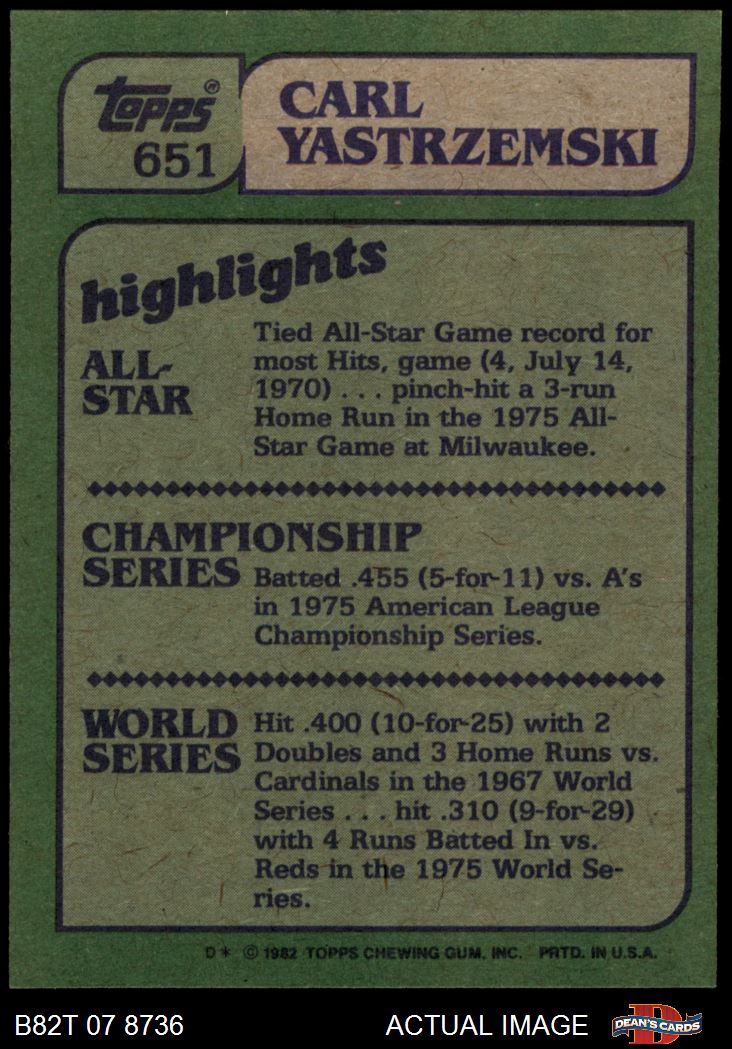 topps®
651
CARL
YASTRZEMSKI
highlights
ALL-
STAR
Tied All-Star Game record for
most Hits, game (4, July 14,
1970) . . . pinch-hit a 3-run
Home Run in the 1975 All-
Star Game at Milwaukee.
CHAMPIONSHIP
SERIES
Batted .455 (5-for-11) vs. A's
in 1975 American League
Championship Series.
WORLD
SERIES
Hit .400 (10-for-25) with 2
Doubles and 3 Home Runs vs.
Cardinals in the 1967 World
Series . . . hit .310 (9-for-29)
with 4 Runs Batted In vs.
Reds in the 1975 World Se-
ries.
D* © 1982 TOPPS CHEWING GUM, INC. PRTD. IN U.S.A.
B82T 07 8736 ACTUAL IMAGE D DEAN'S CARDS